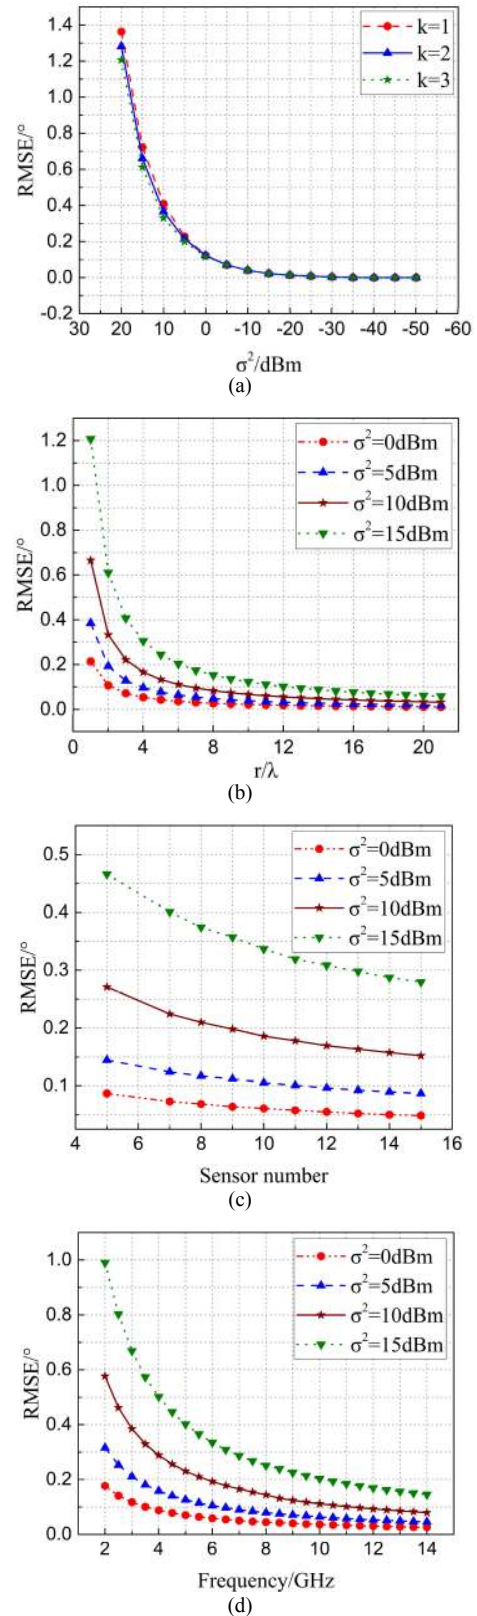 1.4
1.2
1.0
0.8
0.6
0.4
0.2
0.0
-0.2
RMSE/°
k=1
k=2
k=3
30 20 10 0 -10 -20 -30 -40 -50 -60
σ²/dBm
(a)
1.2
1.0
0.8
0.6
0.4
0.2
0.0
RMSE/°
σ²=0dBm
σ²=5dBm
σ²=10dBm
σ²=15dBm
0 4 8 12 16 20
r/λ
(b)
0.5
0.4
0.3
0.2
0.1
RMSE/°
σ²=0dBm
σ²=5dBm
σ²=10dBm
σ²=15dBm
4 6 8 10 12 14 16
Sensor number
(c)
1.0
0.8
0.6
0.4
0.2
0.0
RMSE/°
σ²=0dBm
σ²=5dBm
σ²=10dBm
σ²=15dBm
2 4 6 8 10 12 14
Frequency/GHz
(d)